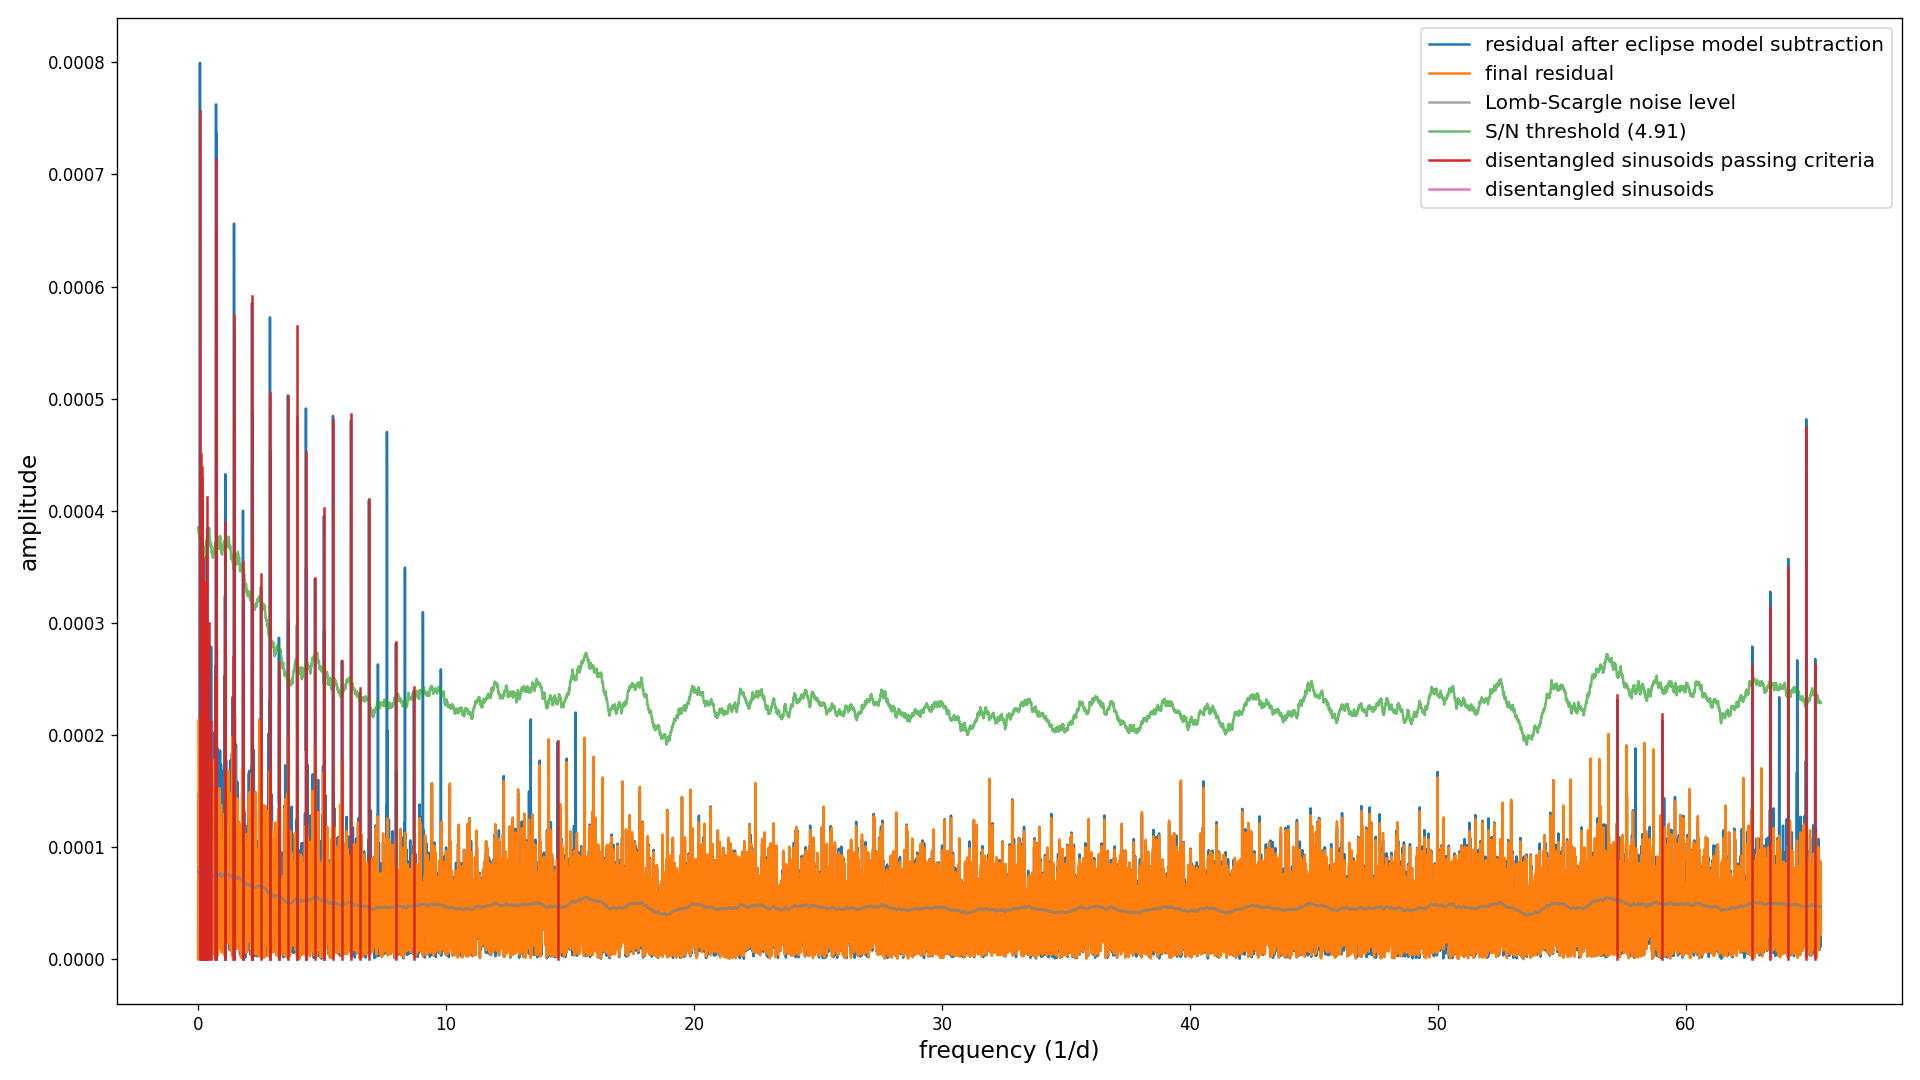 residual after eclipse model subtraction
final residual
Lomb-Scargle noise level
S/N threshold (4.91)
disentangled sinusoids passing criteria
disentangled sinusoids
amplitude
0.0008
0.0007
0.0006
0.0005
0.0004
0.0003
0.0002
0.0001
0.0000
0 10 20 30 40 50 60
frequency (1/d)